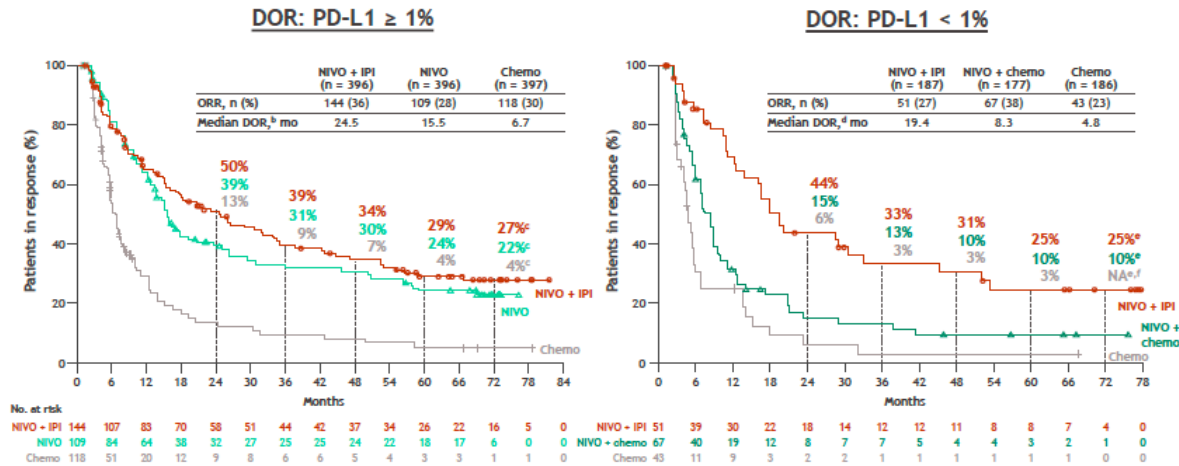 DOR: PD-L1 ≥ 1%
NIVO + IPI NIVO Chemo
(n = 396) (n = 396) (n = 397)
ORR, n (%) 144 (36) 109 (28) 118 (30)
Median DOR,ᵇ mo 24.5 15.5 6.7
Patients in response (%)
100
80
60
40
20
0
50%
39%
13%
39%
31%
9%
34%
30%
7%
29%
24%
4%
27%ᶜ
22%ᶜ
4%ᶜ
NIVO + IPI
NIVO
Chemo
0 6 12 18 24 30 36 42 48 54 60 66 72 78 84
Months
No. at risk
NIVO + IPI 144 107 83 70 58 51 44 42 37 34 26 22 16 5 0
NIVO 109 84 64 38 32 27 25 25 24 22 18 17 6 0 0
Chemo 118 51 20 12 9 8 6 6 5 4 3 3 1 1 0
DOR: PD-L1 < 1%
NIVO + IPI NIVO + chemo Chemo
(n = 187) (n = 177) (n = 186)
ORR, n (%) 51 (27) 67 (38) 43 (23)
Median DOR,ᵈ mo 19.4 8.3 4.8
Patients in response (%)
100
80
60
40
20
0
44%
15%
6%
33%
13%
3%
31%
10%
3%
25%
10%
3%
25%ᵉ
10%ᵉ
NAᵉ,ᶠ
NIVO + IPI
NIVO +
chemo
Chemo
0 6 12 18 24 30 36 42 48 54 60 66 72 78
Months
NIVO + IPI 51 39 30 22 18 14 12 12 11 8 8 7 4 0
NIVO + chemo 67 40 19 12 8 7 7 5 4 4 3 2 1 0
Chemo 43 11 9 3 2 2 1 1 1 1 1 1 0 0